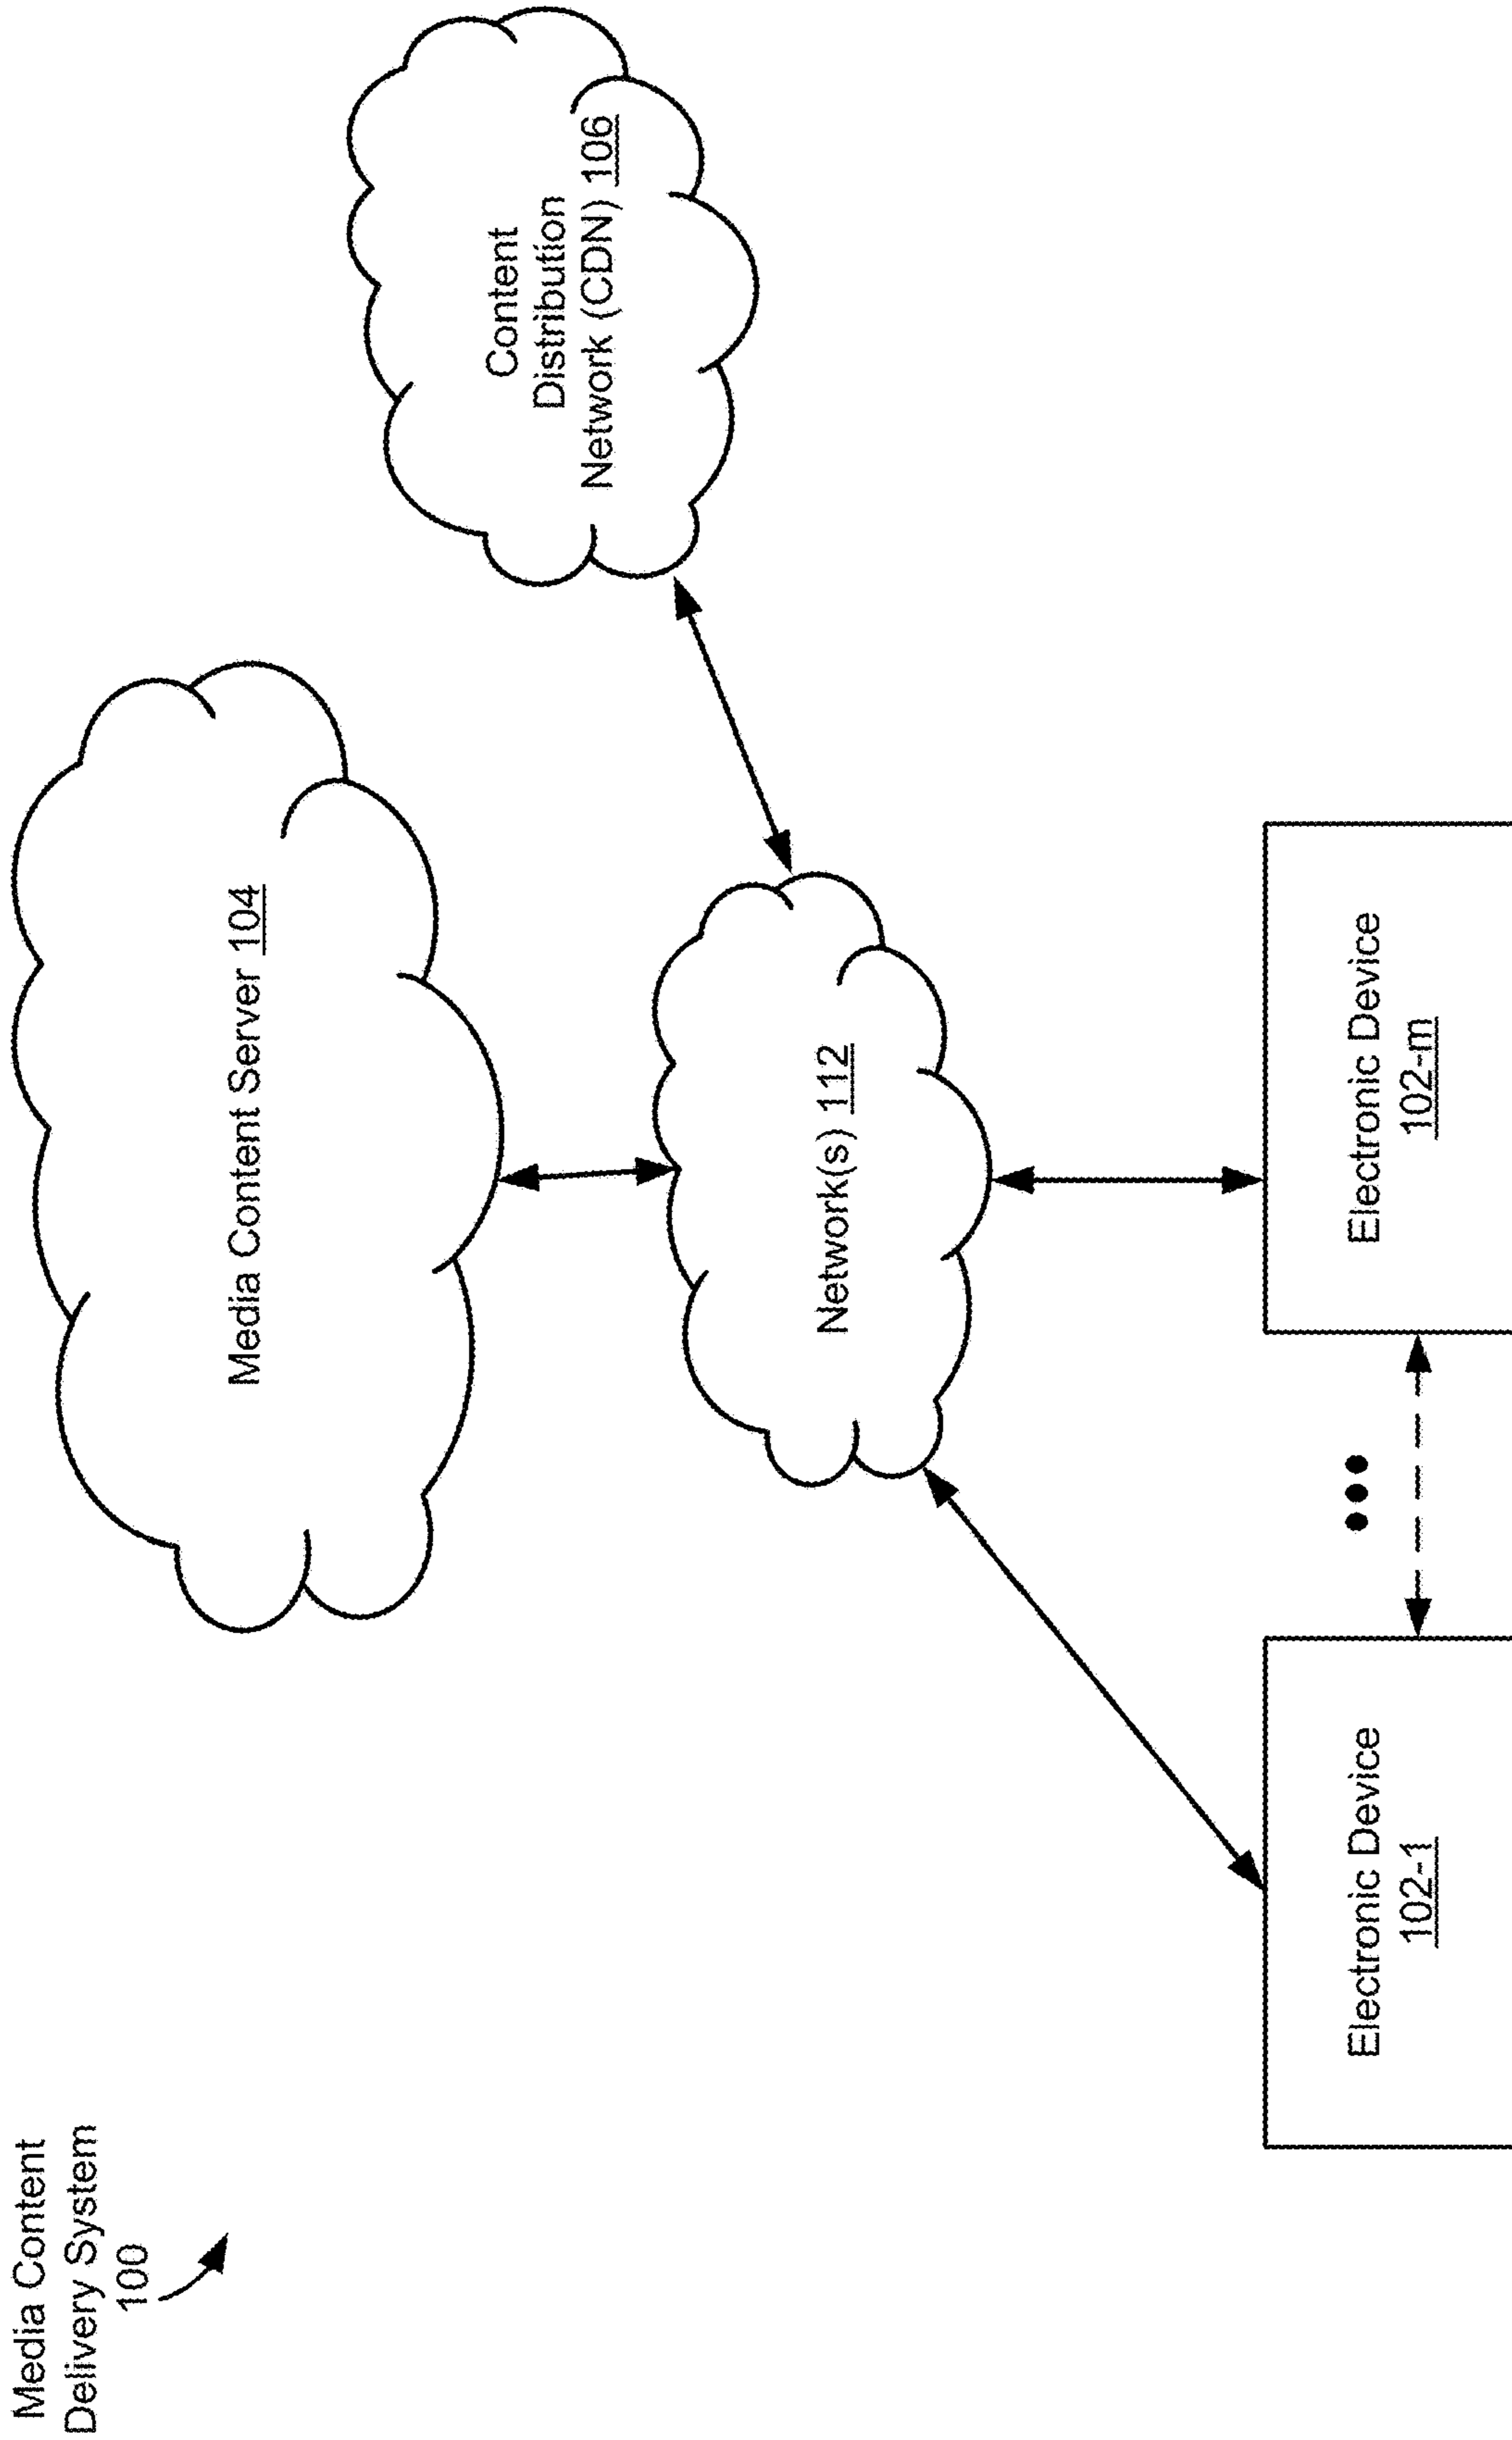 Media Content
Delivery System
100
Media Content Server 104
Content
Distribution
Network (CDN) 106
Network(s) 112
Electronic Device
102-1
Electronic Device
102-m